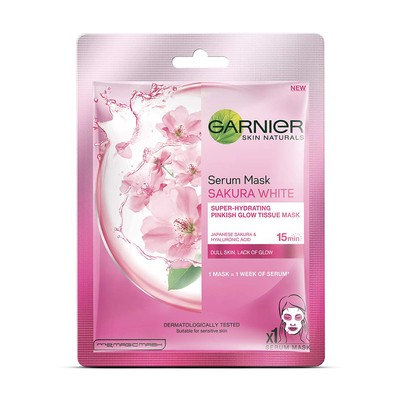 NEW
GARNIER
SKIN NATURALS
Serum Mask
SAKURA WHITE
SUPER-HYDRATING
PINKISH GLOW TISSUE MASK
JAPANESE SAKURA &
HYALURONIC ACID
15min
DULL SKIN, LACK OF GLOW
1 MASK = 1 WEEK OF SERUM*
DERMATOLOGICALLY TESTED
Suitable for sensitive skin
x1
SERUM MASK